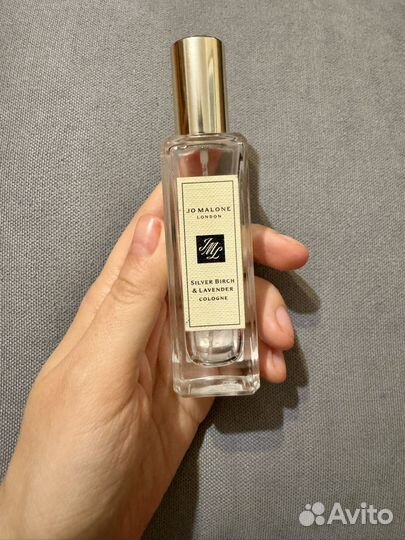 JO MALONE
LONDON
JML
SILVER BIRCH
& LAVENDER
COLOGNE
Avito